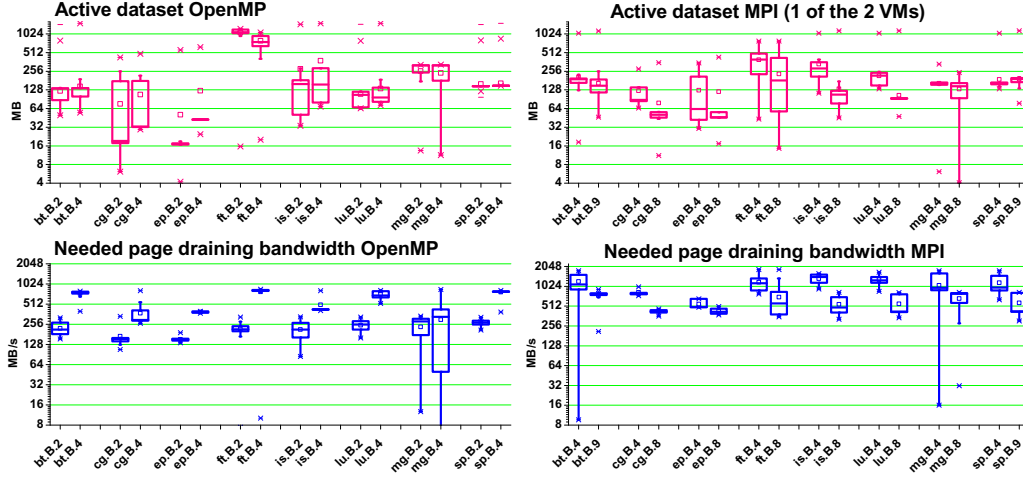 Active dataset OpenMP
MB
1024
512
256
128
64
32
16
8
4
bt.B.2
bt.B.4
cg.B.2
cg.B.4
ep.B.2
ep.B.4
ft.B.2
ft.B.4
is.B.2
is.B.4
lu.B.2
lu.B.4
mg.B.2
mg.B.4
sp.B.2
sp.B.4
Active dataset MPI (1 of the 2 VMs)
MB
1024
512
256
128
64
32
16
8
4
bt.B.4
bt.B.9
cg.B.4
cg.B.8
ep.B.4
ep.B.8
ft.B.4
ft.B.8
is.B.4
is.B.8
lu.B.4
lu.B.8
mg.B.4
mg.B.8
sp.B.4
sp.B.9
Needed page draining bandwidth OpenMP
MB/s
2048
1024
512
256
128
64
32
16
8
bt.B.2
bt.B.4
cg.B.2
cg.B.4
ep.B.2
ep.B.4
ft.B.2
ft.B.4
is.B.2
is.B.4
lu.B.2
lu.B.4
mg.B.2
mg.B.4
sp.B.2
sp.B.4
Needed page draining bandwidth MPI
MB/s
2048
1024
512
256
128
64
32
16
8
bt.B.4
bt.B.9
cg.B.4
cg.B.8
ep.B.4
ep.B.8
ft.B.4
ft.B.8
is.B.4
is.B.8
lu.B.4
lu.B.8
mg.B.4
mg.B.8
sp.B.4
sp.B.9